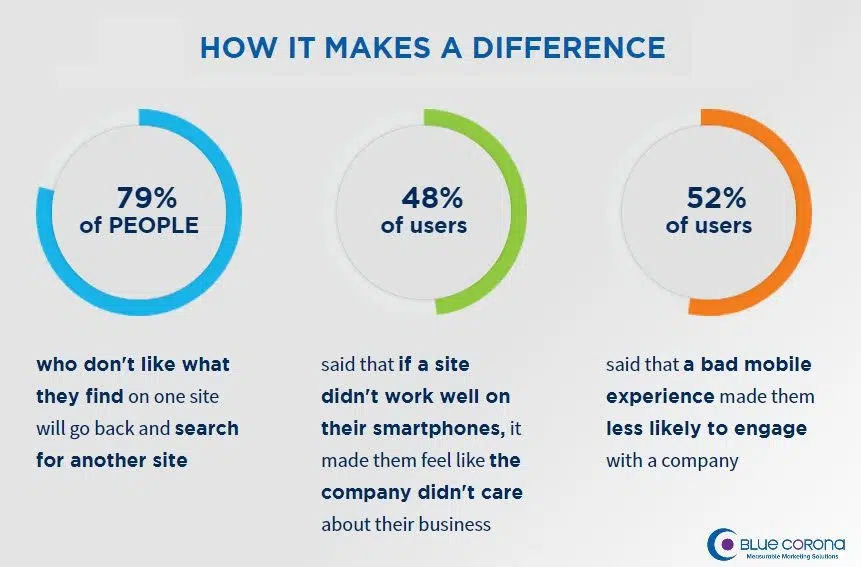 HOW IT MAKES A DIFFERENCE
79%
of PEOPLE
who don't like what
they find on one site
will go back and search
for another site
48%
of users
said that if a site
didn't work well on
their smartphones, it
made them feel like the
company didn't care
about their business
52%
of users
said that a bad mobile
experience made them
less likely to engage
with a company
BLUE CORONA
Measurable Marketing Solutions